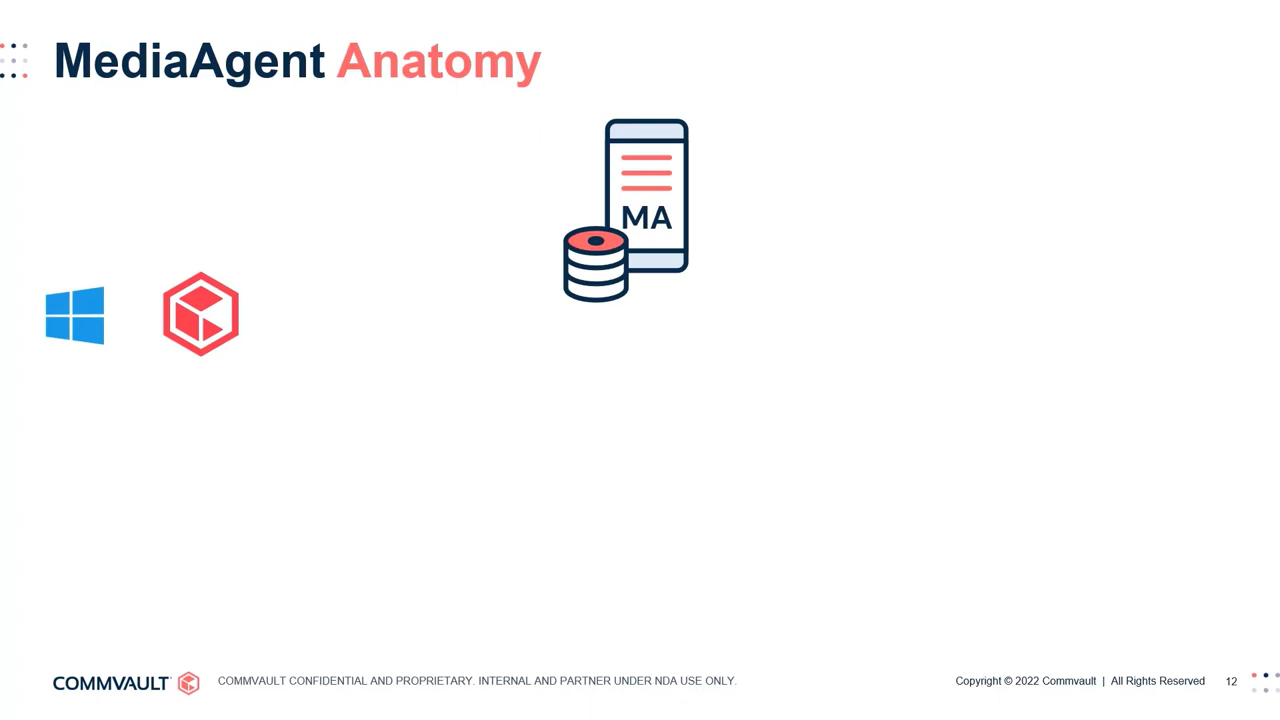 MediaAgent Anatomy
MA
COMMVAULT
COMMVAULT CONFIDENTIAL AND PROPRIETARY. INTERNAL AND PARTNER UNDER NDA USE ONLY.
Copyright © 2022 Commvault | All Rights Reserved
12